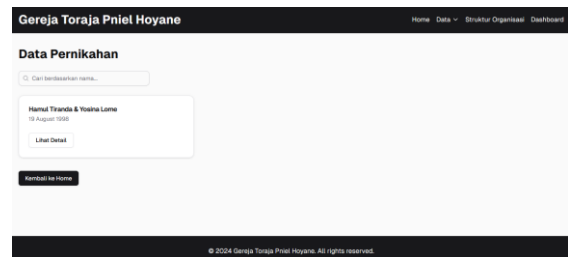 Gereja Toraja Pniel Hoyane
Home Data Struktur Organisasi Dashboard
Data Pernikahan
Cari berdasarkan nama...
Hamul Tiranda & Yosina Lome
19 August 1998
Lihat Detail
Kembali ke Home
© 2024 Gereja Toraja Pniel Hoyane. All rights reserved.